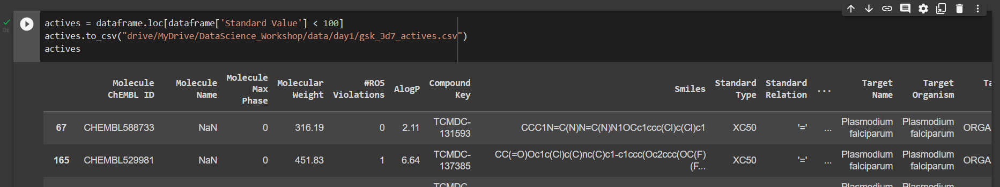 actives = dataframe.loc[dataframe['Standard Value'] < 100]
0s
actives.to_csv("drive/MyDrive/DataScience_Workshop/data/day1/gsk_3d7_actives.csv")
actives
Molecule ChEMBL ID Molecule Name Molecule Max Phase Molecular Weight #RO5 Violations AlogP Compound Key Smiles Standard Type Standard Relation ... Target Name Target Organism Ta
67 CHEMBL588733 NaN 0 316.19 0 2.11 TCMDC-131593 CCC1N=C(N)N=C(N)N1OCc1ccc(Cl)c(Cl)c1 XC50 '=' ... Plasmodium falciparum Plasmodium falciparum ORGA
165 CHEMBL529981 NaN 0 451.83 1 6.64 TCMDC-137385 CC(=O)Oc1c(Cl)c(C)nc(C)c1-c1ccc(Oc2ccc(OC(F)(F... XC50 '=' ... Plasmodium falciparum Plasmodium falciparum ORGA
TCMDC- Plasmodium Plasmodium